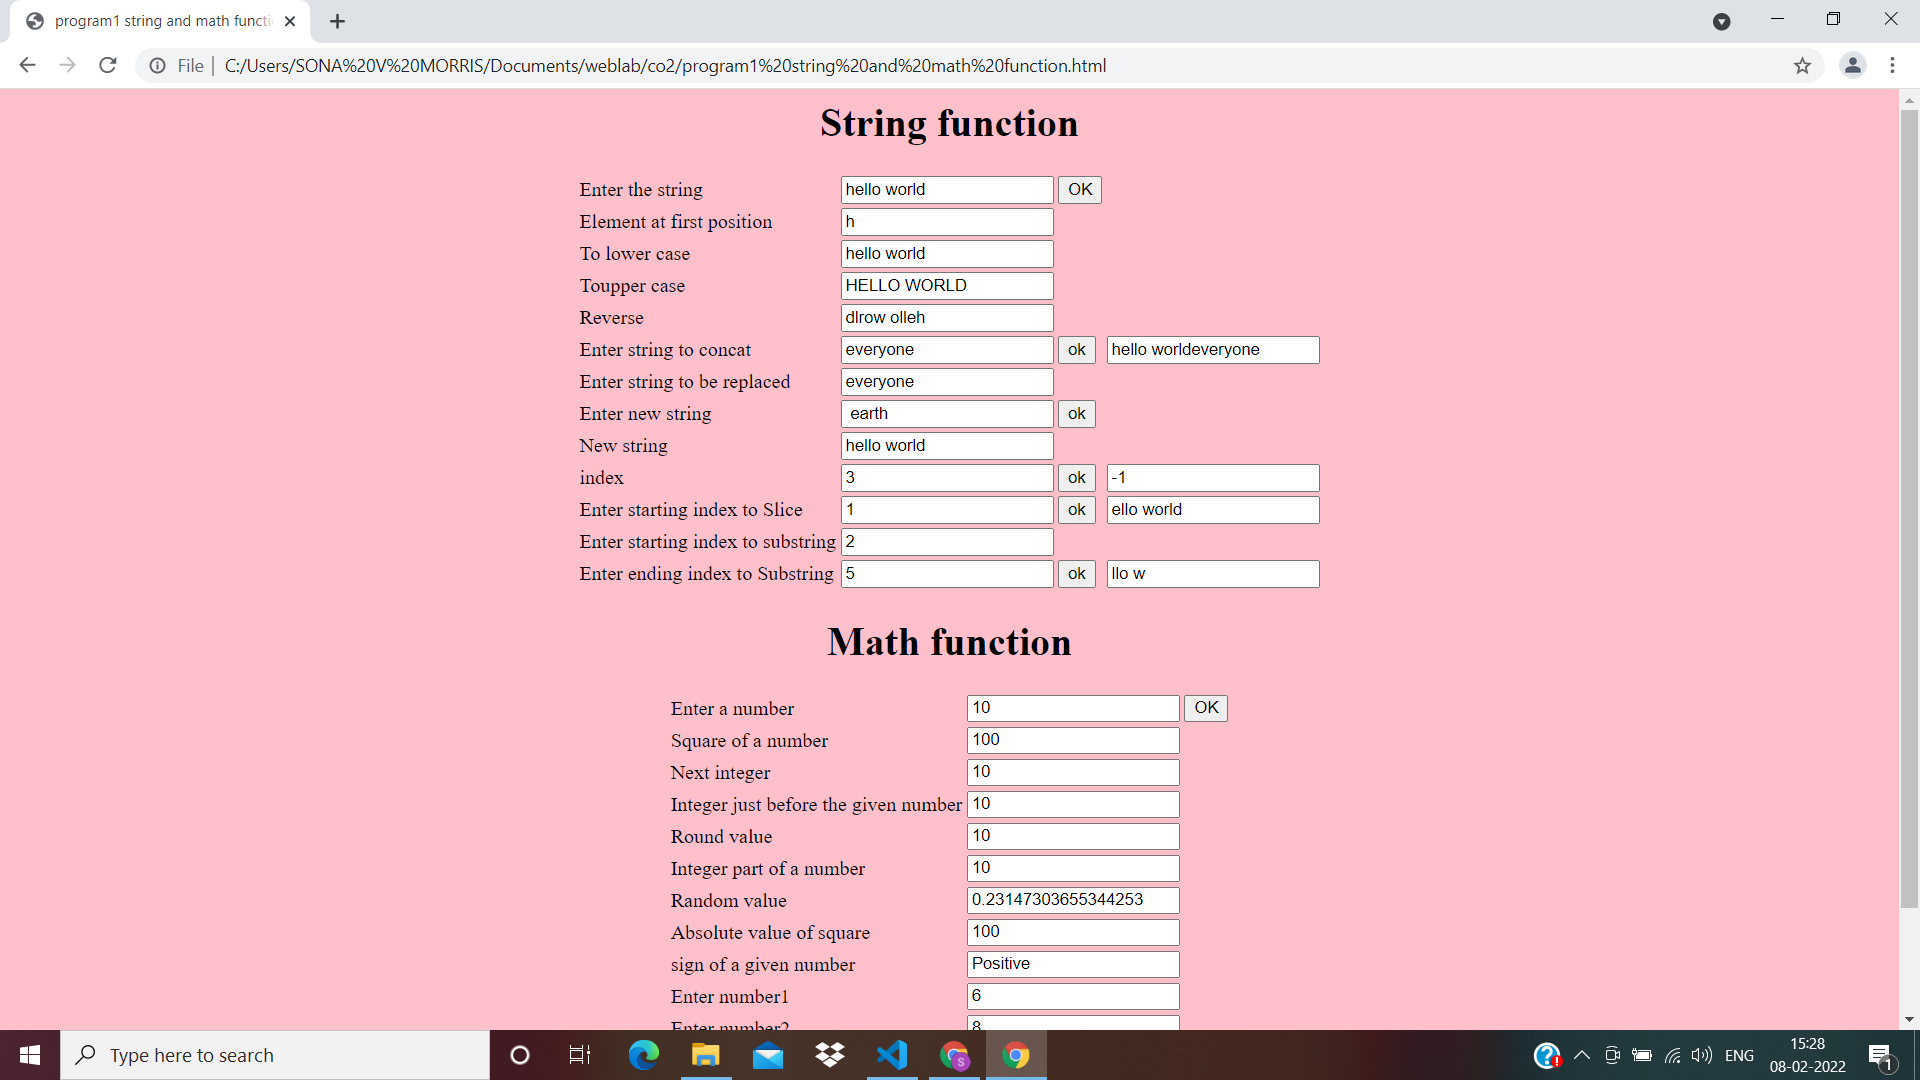 program1 string and math functi
File | C:/Users/SONA%20V%20MORRIS/Documents/weblab/co2/program1%20string%20and%20math%20function.html
String function
Enter the string hello world OK
Element at first position h
To lower case hello world
Toupper case HELLO WORLD
Reverse dlrow olleh
Enter string to concat everyone ok hello worldeveryone
Enter string to be replaced everyone
Enter new string earth ok
New string hello world
index 3 ok -1
Enter starting index to Slice 1 ok ello world
Enter starting index to substring 2
Enter ending index to Substring 5 ok llo w
Math function
Enter a number 10 OK
Square of a number 100
Next integer 10
Integer just before the given number 10
Round value 10
Integer part of a number 10
Random value 0.23147303655344253
Absolute value of square 100
sign of a given number Positive
Enter number1 6
Enter number2 8
Type here to search
S
ENG
15:28
08-02-2022
1